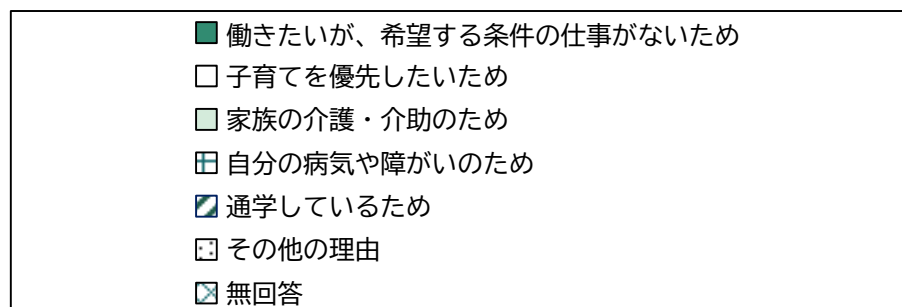 働きたいが、希望する条件の仕事がないため
子育てを優先したいため
家族の介護・介助のため
自分の病気や障がいのため
通学しているため
その他の理由
無回答